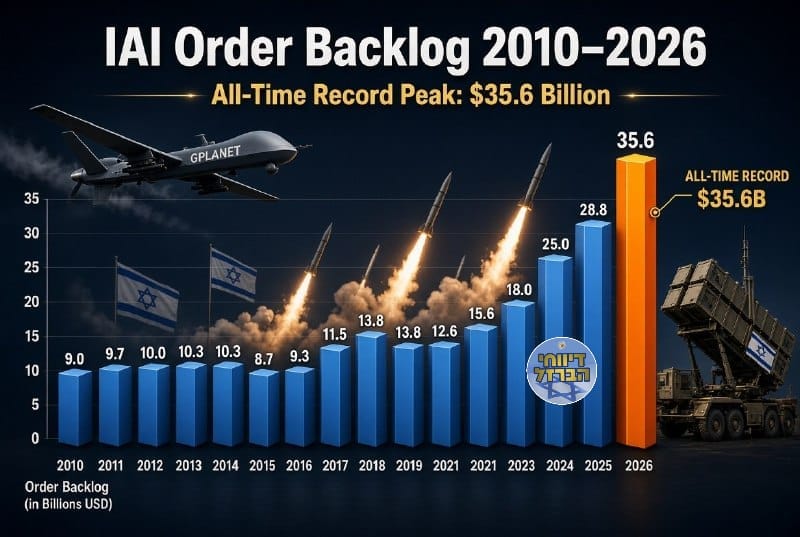 IAI Order Backlog 2010–2026
All-Time Record Peak: $35.6 Billion
GPLANET
35.6
ALL-TIME RECORD
$35.6B
35
30
25
20
15
10
5
0
9.0
9.7
10.0
10.3
10.3
8.7
9.3
11.5
13.8
13.8
12.6
15.6
18.0
25.0
28.8
דיווחי
הברזל
2010 2011 2012 2013 2014 2015 2016 2017 2018 2019 2021 2021 2023 2024 2025 2026
Order Backlog
(in Billions USD)